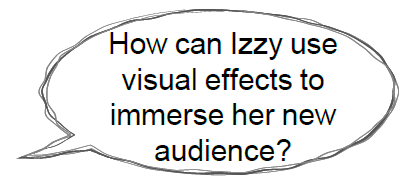 How can Izzy use
visual effects to
immerse her new
audience?